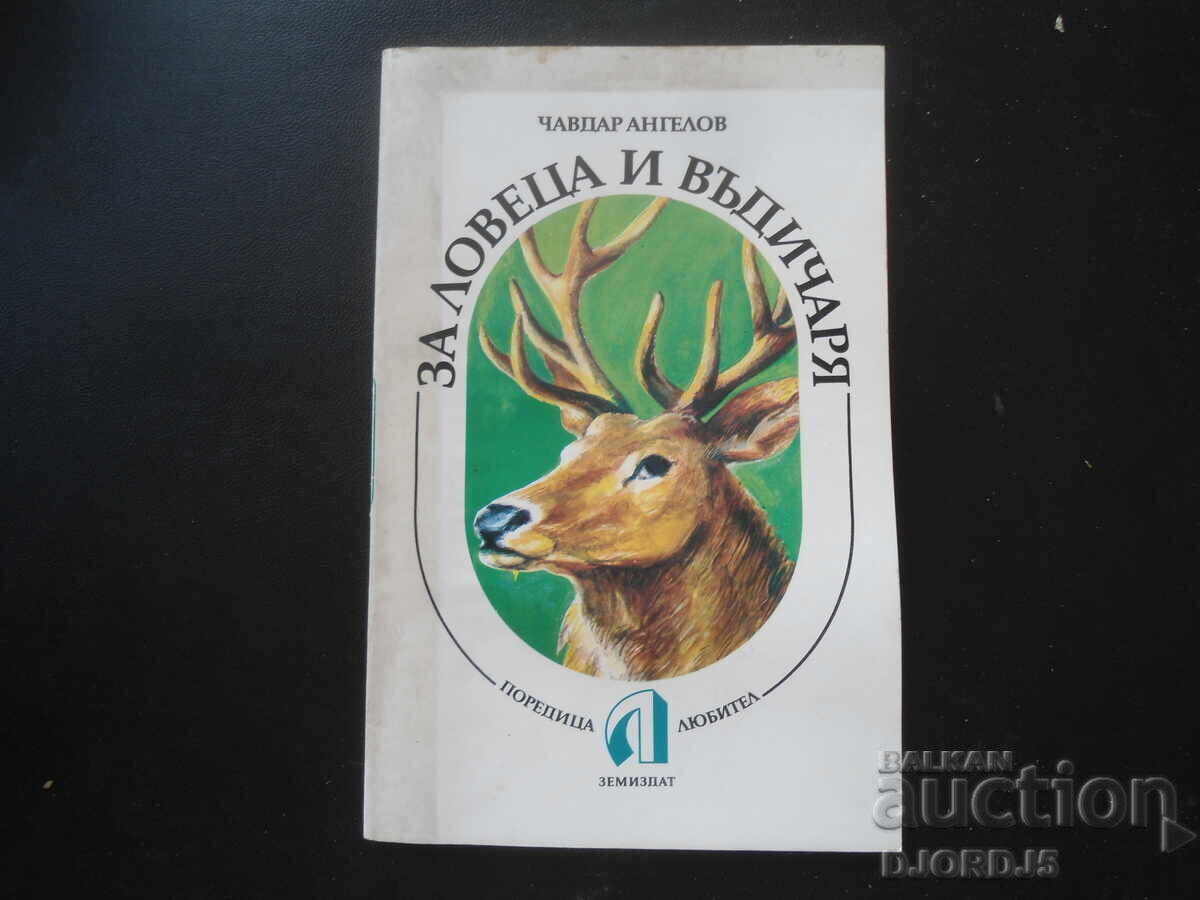 ЧАВДАР АНГЕЛОВ
ЗА ЛОВЕЦА И ВЪДИЧАРЯ
ПОРЕДИЦА Л ЛЮБИТЕЛ
ЗЕМИЗДАТ
BALKAN
auction
DJORDJ5